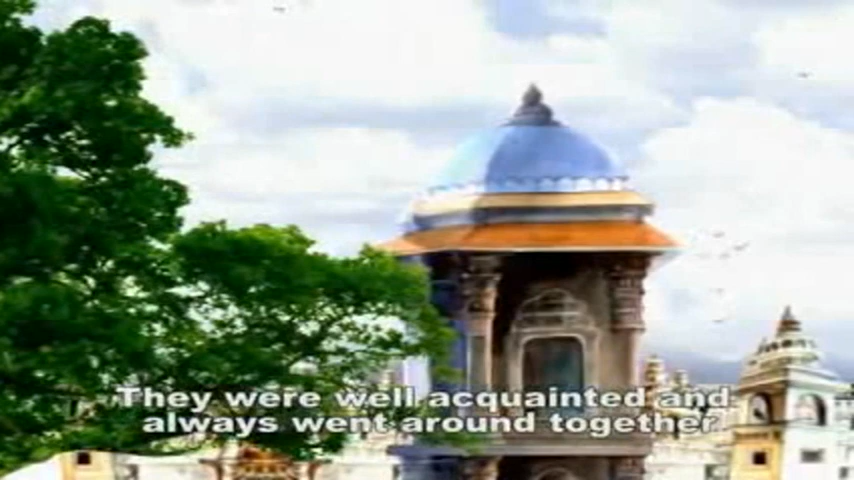 They were well acquainted and
always went around together